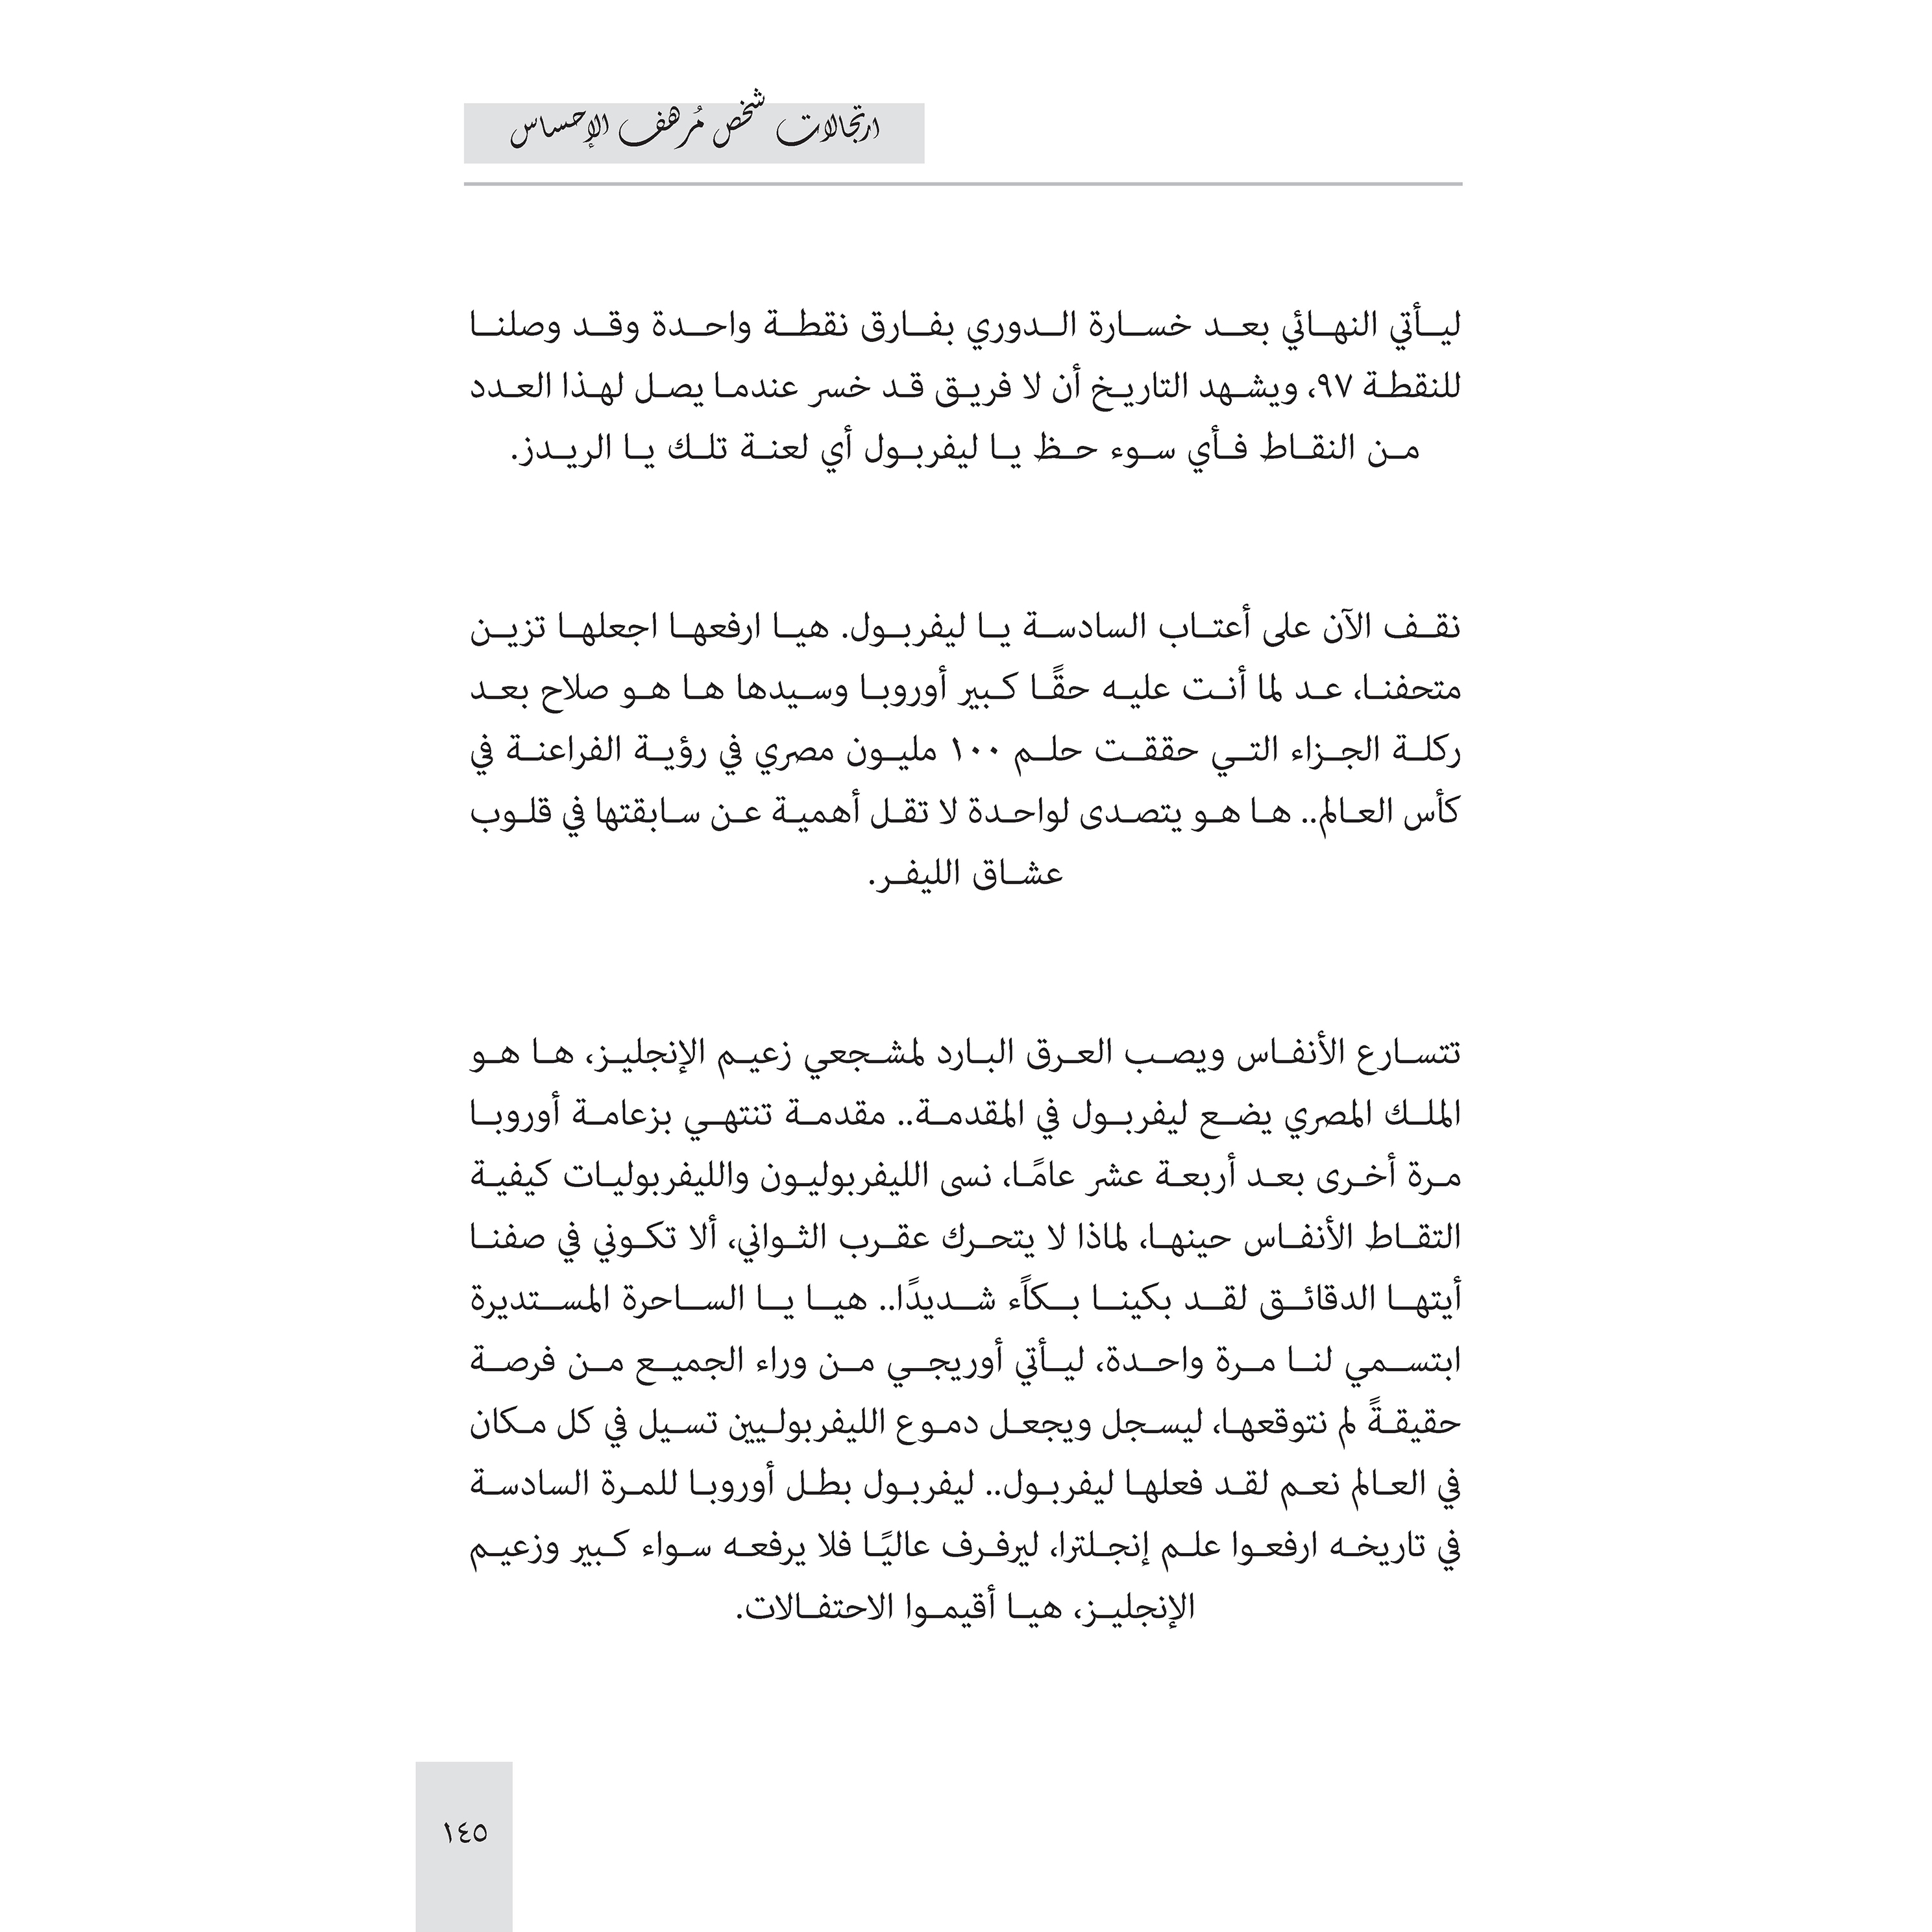 ارتجالات شخص مُرهف الإحساس
ليأتي النهائي بعد خسارة الدوري بفارق نقطة واحدة وقد وصلنا
للنقطة ٩٧، ويشهد التاريخ أن لا فريق قد خسر عندما يصل لهذا العدد
من النقاط فأي سوء حظ يا ليفربول أي لعنة تلك يا الريدز.
نقف الآن على أعتاب السادسة يا ليفربول. هيا ارفعها اجعلها تزين
متحفنا، عد لما أنت عليه حقًا كبير أوروبا وسيدها ها هو صلاح بعد
ركلة الجزاء التي حققت حلم ١٠٠ مليون مصري في رؤية الفراعنة في
كأس العالم.. ها هو يتصدى لواحدة لا تقل أهمية عن سابقتها في قلوب
عشاق الليفر.
تتسارع الأنفاس ويصب العرق البارد لمشجعي زعيم الإنجليز، ها هو
الملك المصري يضع ليفربول في المقدمة.. مقدمة تنتهي بزعامة أوروبا
مرة أخرى بعد أربعة عشر عامًا، نسى الليفربوليون والليفربوليات كيفية
التقاط الأنفاس حينها، لماذا لا يتحرك عقرب الثواني، ألا تكوني في صفنا
أيتها الدقائق لقد بكينا بكاًء شديدًا.. هيا يا الساحرة المستديرة
ابتسمي لنا مرة واحدة، ليأتي أوريجي من وراء الجميع من فرصة
حقيقةً لم نتوقعها، ليسجل ويجعل دموع الليفربوليين تسيل في كل مكان
في العالم نعم لقد فعلها ليفربول.. ليفربول بطل أوروبا للمرة السادسة
في تاريخه ارفعوا علم إنجلترا، ليرفرف عاليًا فلا يرفعه سواء كبير وزعيم
الإنجليز، هيا أقيموا الاحتفالات.
١٤٥